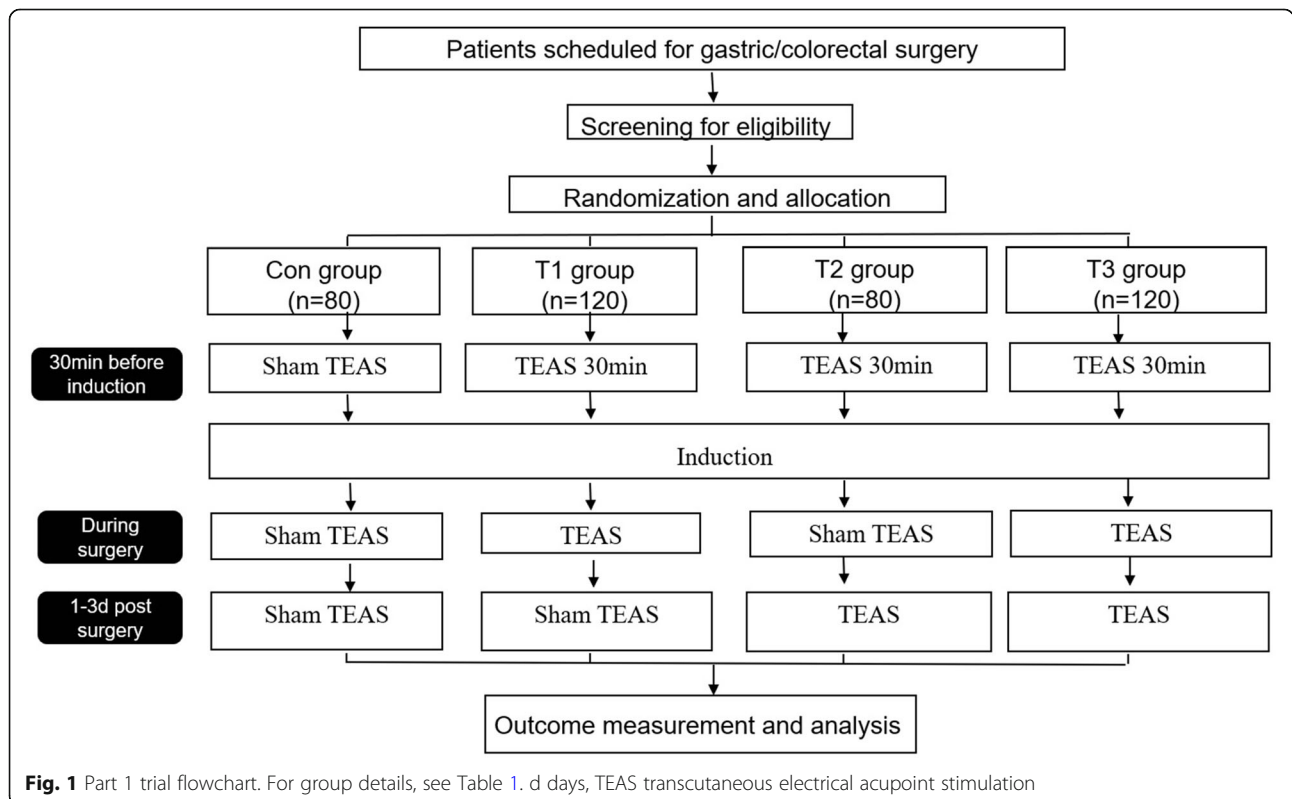 Patients scheduled for gastric/colorectal surgery
Screening for eligibility
Randomization and allocation
Con group
(n=80)
T1 group
(n=120)
T2 group
(n=80)
T3 group
(n=120)
30min before
induction
Sham TEAS
TEAS 30min
TEAS 30min
TEAS 30min
Induction
During
surgery
Sham TEAS
TEAS
Sham TEAS
TEAS
1-3d post
surgery
Sham TEAS
Sham TEAS
TEAS
TEAS
Outcome measurement and analysis
Fig. 1 Part 1 trial flowchart. For group details, see Table 1. d days, TEAS transcutaneous electrical acupoint stimulation